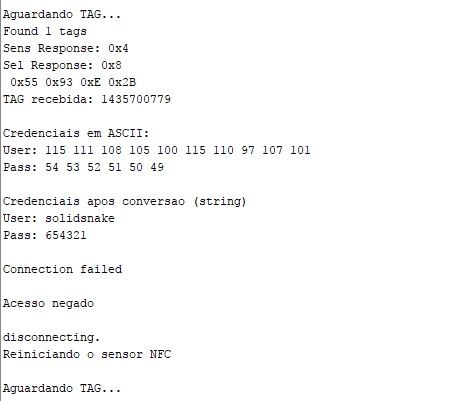 Aguardando TAG...
Found 1 tags
Sens Response: 0x4
Sel Response: 0x8
 0x55 0x93 0xE 0x2B
TAG recebida: 1435700779

Credenciais em ASCII:
User: 115 111 108 105 100 115 110 97 107 101
Pass: 54 53 52 51 50 49

Credenciais apos conversao (string)
User: solidsnake
Pass: 654321

Connection failed

Acesso negado

disconnecting.
Reiniciando o sensor NFC

Aguardando TAG...